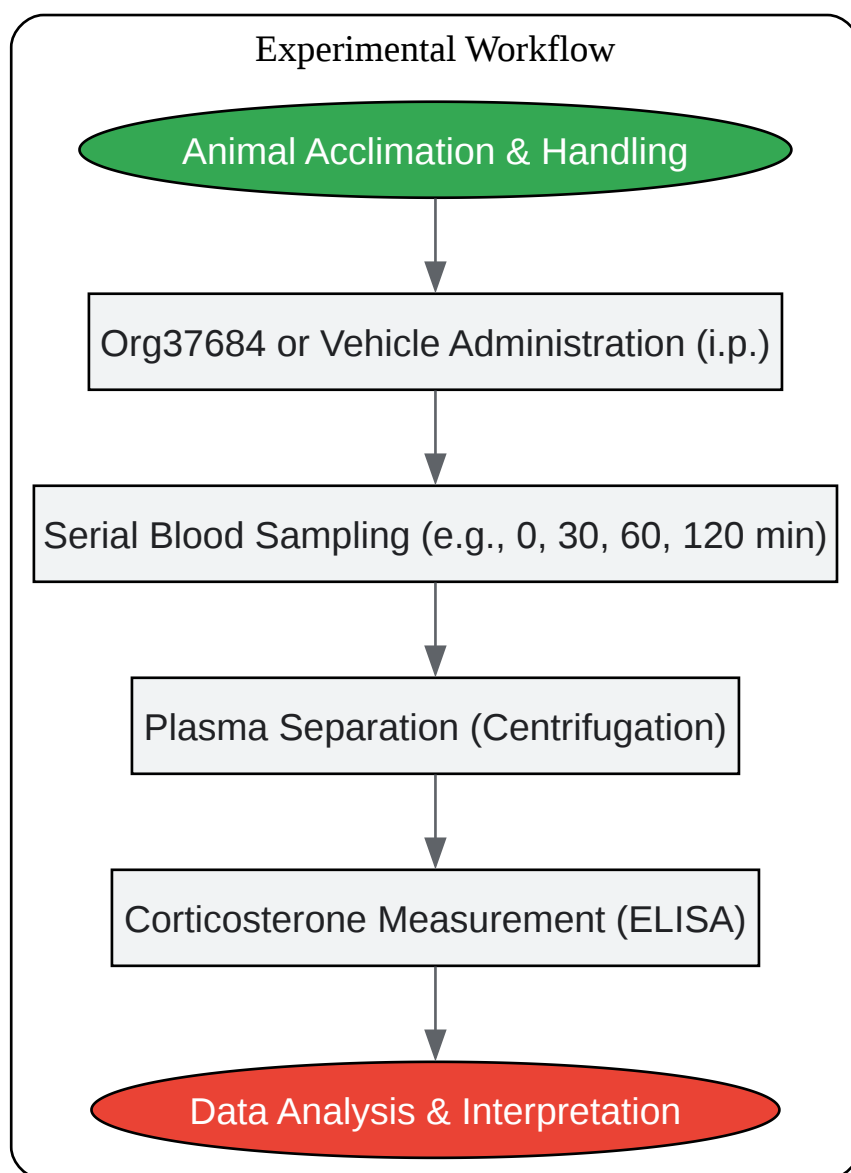 Experimental Workflow
Animal Acclimation & Handling
Org37684 or Vehicle Administration (i.p.)
Serial Blood Sampling (e.g., 0, 30, 60, 120 min)
Plasma Separation (Centrifugation)
Corticosterone Measurement (ELISA)
Data Analysis & Interpretation